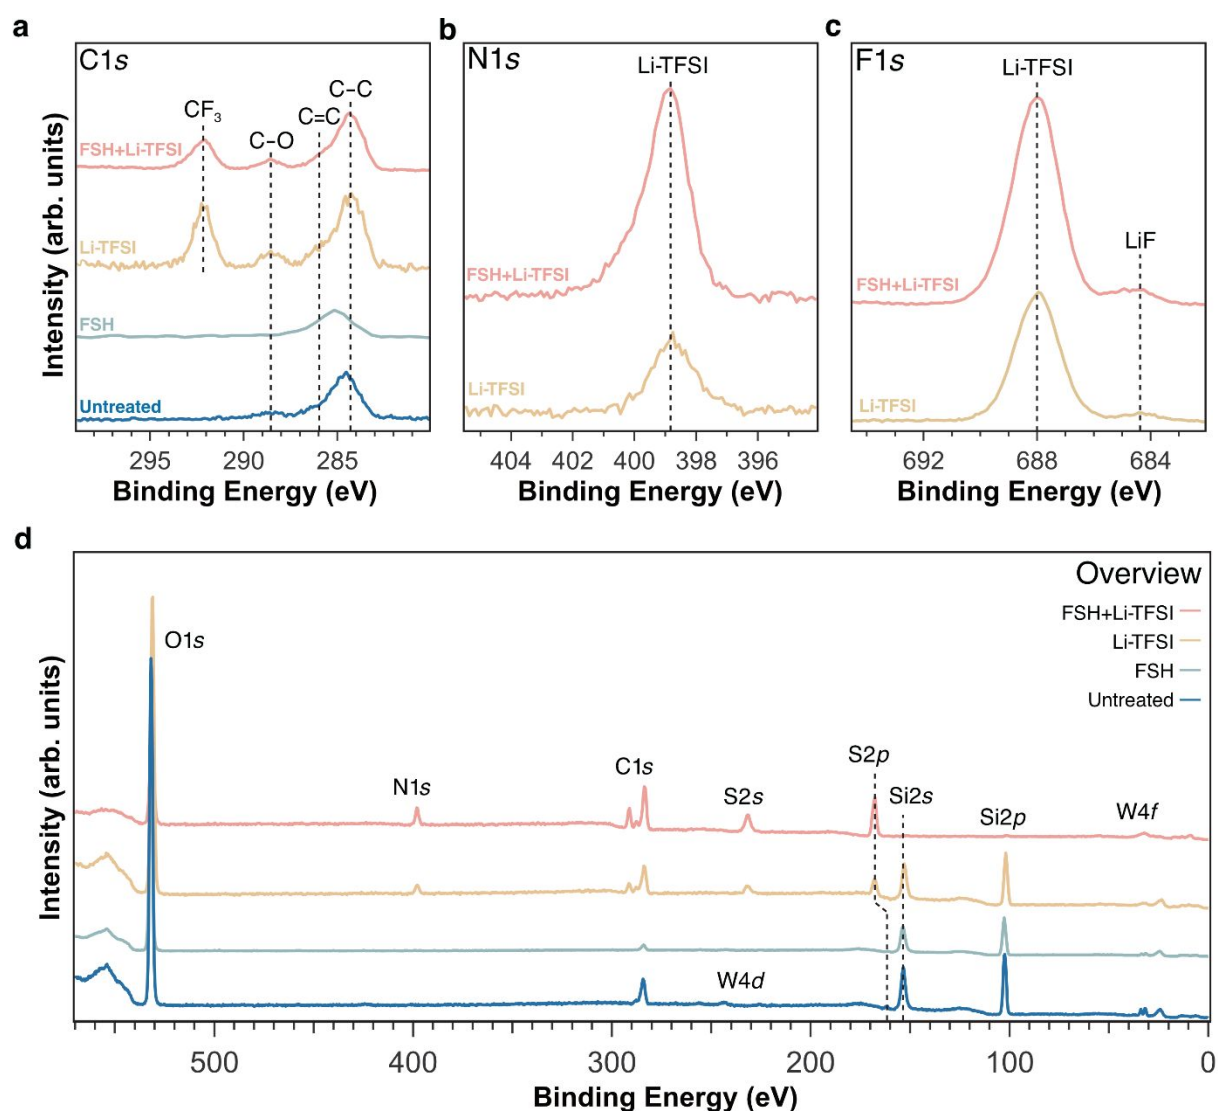 a
C1s
CF3
C-O
C=C
C-C
FSH+Li-TFSI
Li-TFSI
FSH
Untreated
295 290 285
Binding Energy (eV)
Intensity (arb. units)
b
N1s
Li-TFSI
FSH+Li-TFSI
Li-TFSI
404 402 400 398 396
Binding Energy (eV)
c
F1s
Li-TFSI
LiF
FSH+Li-TFSI
Li-TFSI
692 688 684
Binding Energy (eV)
d
Overview
FSH+Li-TFSI
Li-TFSI
FSH
Untreated
O1s
N1s
C1s
S2s
S2p
Si2s
Si2p
W4f
W4d
500 400 300 200 100 0
Binding Energy (eV)
Intensity (arb. units)